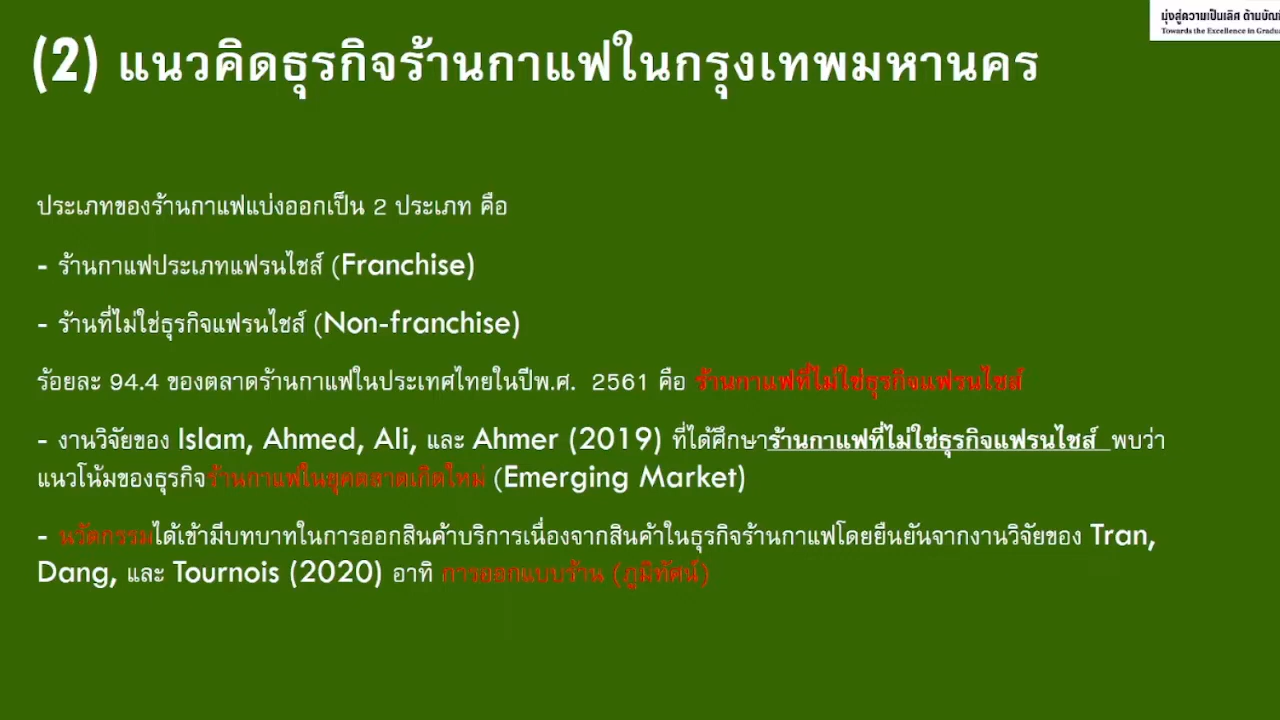 มุ่งสู่ความเป็นเลิศ ด้าน
Towards the Excellence in
(2) แนวคิดธุรกิจร้านกาแฟในกรุงเทพมหานคร
ประเภทของร้านกาแฟแบ่งออกเป็น 2 ประเภท คือ
- ร้านกาแฟประเภทแฟรนไชส์ (Franchise)
- ร้านที่ไม่ใช่ธุรกิจแฟรนไชส์ (Non-franchise)
ร้อยละ 94.4 ของตลาดร้านกาแฟในประเทศไทยในปีพ.ศ. 2561 คือ ร้านกาแฟที่ไม่ใช่ธุรกิจแฟรนไชส์
- งานวิจัยของ Islam, Ahmed, Ali, และ Ahmer (2019) ที่ได้ศึกษาร้านกาแฟที่ไม่ใช่ธุรกิจแฟรนไชส์ พบว่า
แนวโน้มของธุรกิจร้านกาแฟในยุคตลาดเกิดใหม่ (Emerging Market)
- นวัตกรรมได้เข้ามีบทบาทในการออกสินค้าบริการเนื่องจากสินค้าในธุรกิจร้านกาแฟโดยยืนยันจากงานวิจัยของ Tran,
Dang, และ Tournois (2020) อาทิ การออกแบบร้าน (ภูมิทัศน์)